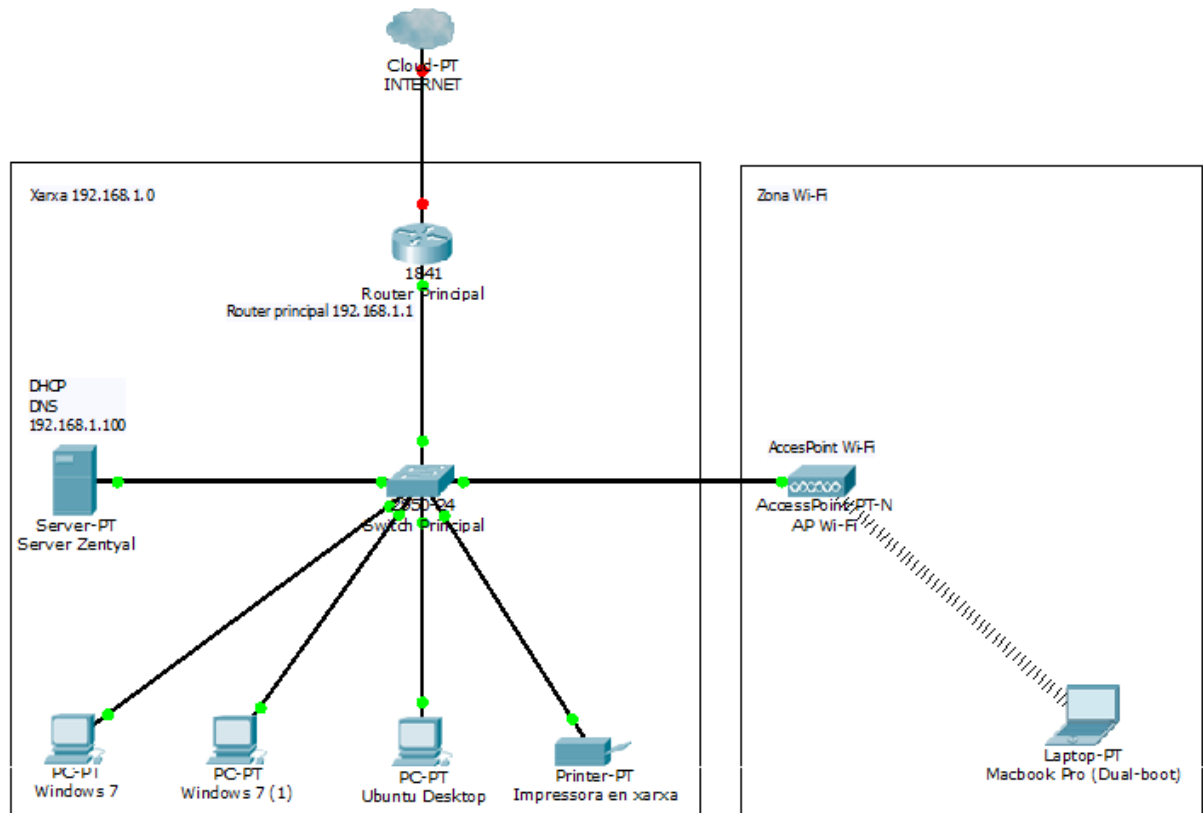 Cloud-PT
INTERNET
Xarxa 192.168.1.0
Zona Wi-Fi
1841
Router Principal
Router principal 192.168.1.1
DHCP
DNS
192.168.1.100
AccesPoint Wi-Fi
2950-24
Switch Principal
Server-PT
Server Zentyal
AccessPoint-PT-N
AP Wi-Fi
PC-PT
Windows 7
PC-PT
Windows 7 (1)
PC-PT
Ubuntu Desktop
Printer-PT
Impressora en xarxa
Laptop-PT
Macbook Pro (Dual-boot)